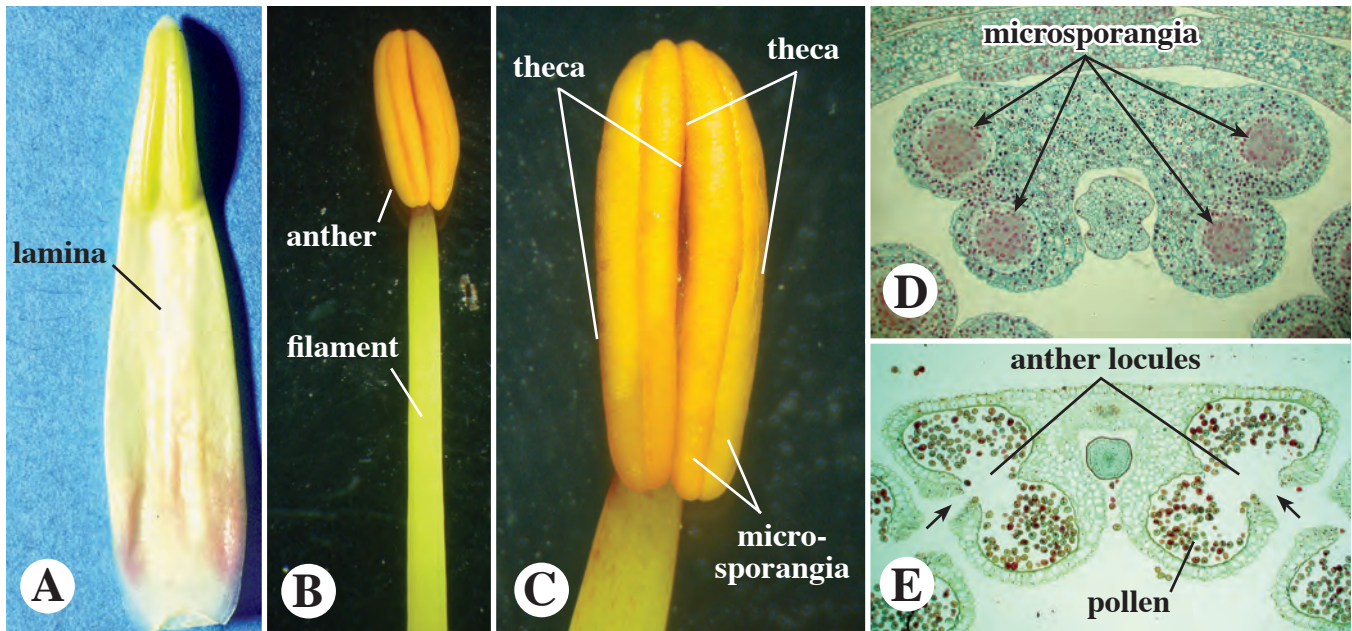 lamina
A
anther
filament
B
theca
theca
micro-
sporangia
C
microsporangia
D
anther locules
pollen
E